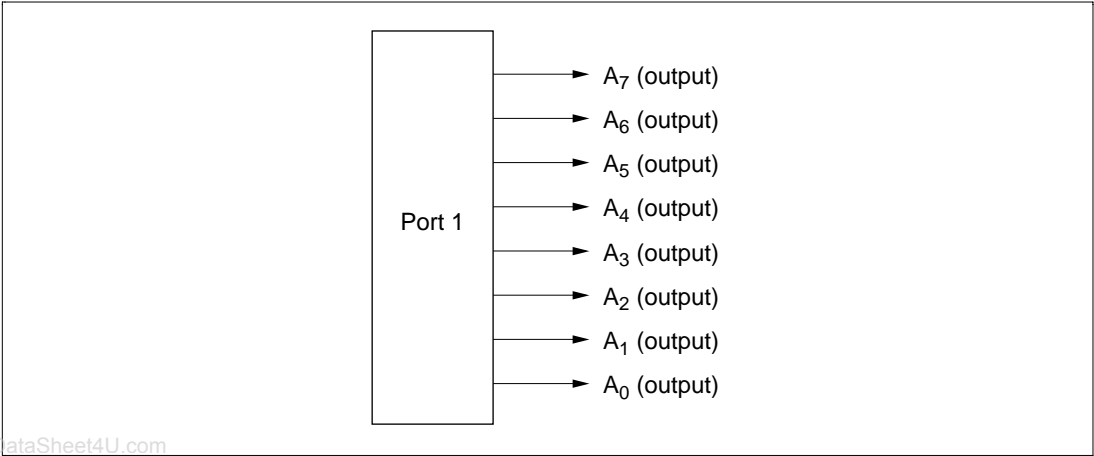 A7 (output)
A6 (output)
A5 (output)
A4 (output)
Port 1
A3 (output)
A2 (output)
A1 (output)
A0 (output)
ataSheet4U.com